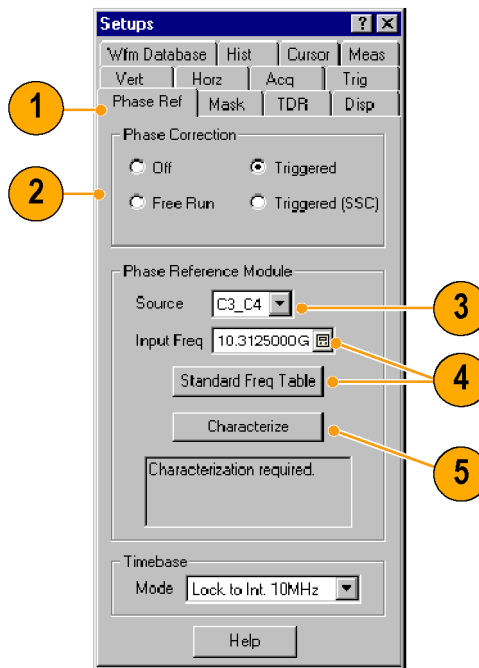 Setups
Wfm Database Hist Cursor Meas
Vert Horz Acq Trig
1
Phase Ref Mask TDR Disp
Phase Correction
Off Triggered
2
Free Run Triggered (SSC)
Phase Reference Module
Source C3_C4
3
Input Freq 10.3125000G
4
Standard Freq Table
Characterize
5
Characterization required.
Timebase
Mode Lock to Int. 10MHz
Help